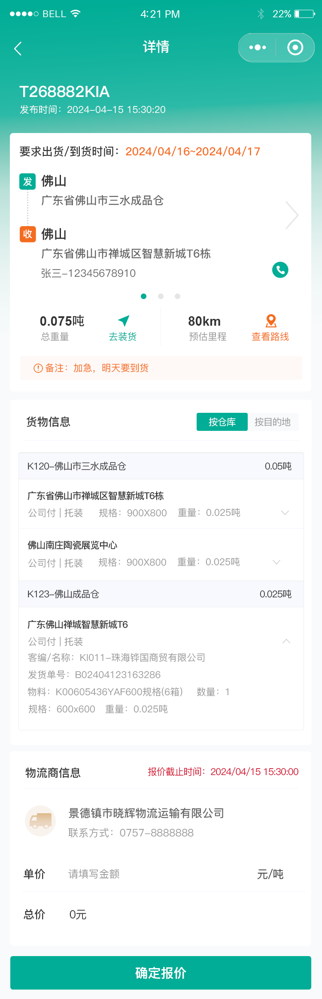 BELL 4:21 PM 22%
详情
T268882KIA
发布时间：2024-04-15 15:30:20
要求出货/到货时间：2024/04/16~2024/04/17
发 佛山
广东省佛山市三水成品仓
收 佛山
广东省佛山市禅城区智慧新城T6栋
张三-12345678910
0.075吨 80km
总重量 去装货 预估里程 查看路线
备注：加急，明天要到货
货物信息 按仓库 按目的地
K120-佛山市三水成品仓 0.05吨
广东省佛山市禅城区智慧新城T6栋
公司付 | 托装 规格：900X800 重量：0.025吨
佛山南庄陶瓷展览中心
公司付 | 托装 规格：900X800 重量：0.025吨
K123-佛山成品仓 0.025吨
广东佛山禅城智慧新城T6
公司付 | 托装
客编/名称：KI011-珠海铧国商贸有限公司
发货单号：B02404123163286
物料：K00605436YAF600规格(6箱) 数量：1
规格：600x600 重量：0.025吨
物流商信息 报价截止时间：2024/04/15 15:30:00
景德镇市晓辉物流运输有限公司
联系方式：0757-8888888
单价 请填写金额 元/吨
总价 0元
确定报价